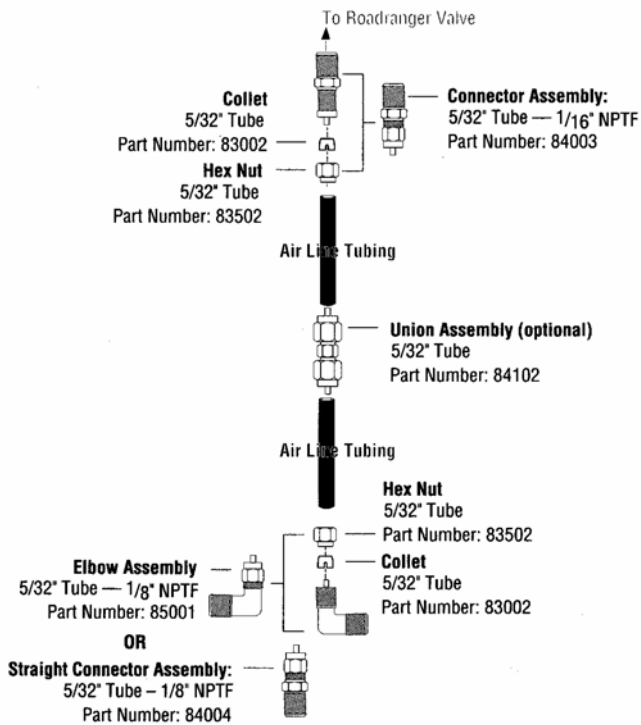 To Roadranger Valve
Collet
5/32" Tube
Part Number: 83002
Hex Nut
5/32" Tube
Part Number: 83502
Connector Assembly:
5/32" Tube — 1/16" NPTF
Part Number: 84003
Air Line Tubing
Union Assembly (optional)
5/32" Tube
Part Number: 84102
Air Line Tubing
Hex Nut
5/32" Tube
Part Number: 83502
Collet
5/32" Tube
Part Number: 83002
Elbow Assembly
5/32" Tube — 1/8" NPTF
Part Number: 85001
OR
Straight Connector Assembly:
5/32" Tube – 1/8" NPTF
Part Number: 84004